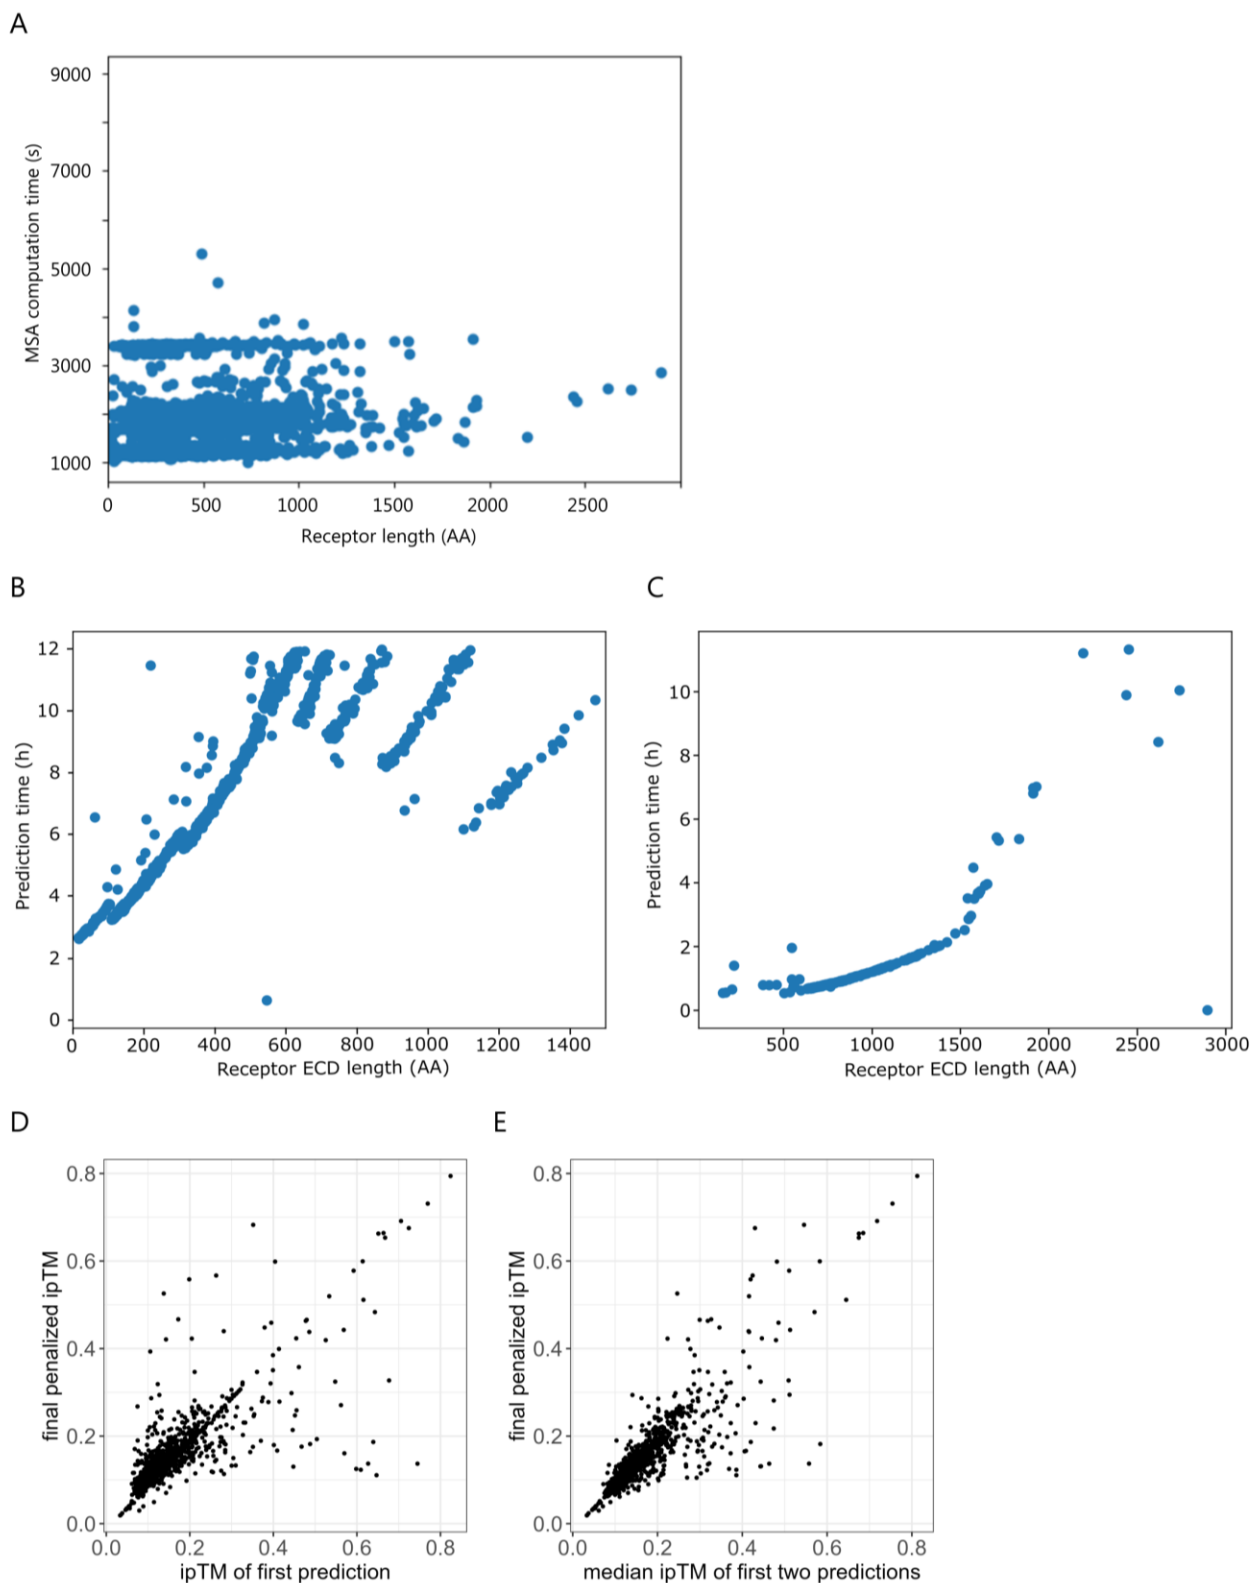 A
MSA computation time (s)
9000
7000
5000
3000
1000
0 500 1000 1500 2000 2500
Receptor length (AA)
B
Prediction time (h)
12
10
8
6
4
2
0
0 200 400 600 800 1000 1200 1400
Receptor ECD length (AA)
C
Prediction time (h)
10
8
6
4
2
0
500 1000 1500 2000 2500 3000
Receptor ECD length (AA)
D
final penalized ipTM
0.8
0.6
0.4
0.2
0.0
0.0 0.2 0.4 0.6 0.8
ipTM of first prediction
E
final penalized ipTM
0.8
0.6
0.4
0.2
0.0
0.0 0.2 0.4 0.6 0.8
median ipTM of first two predictions